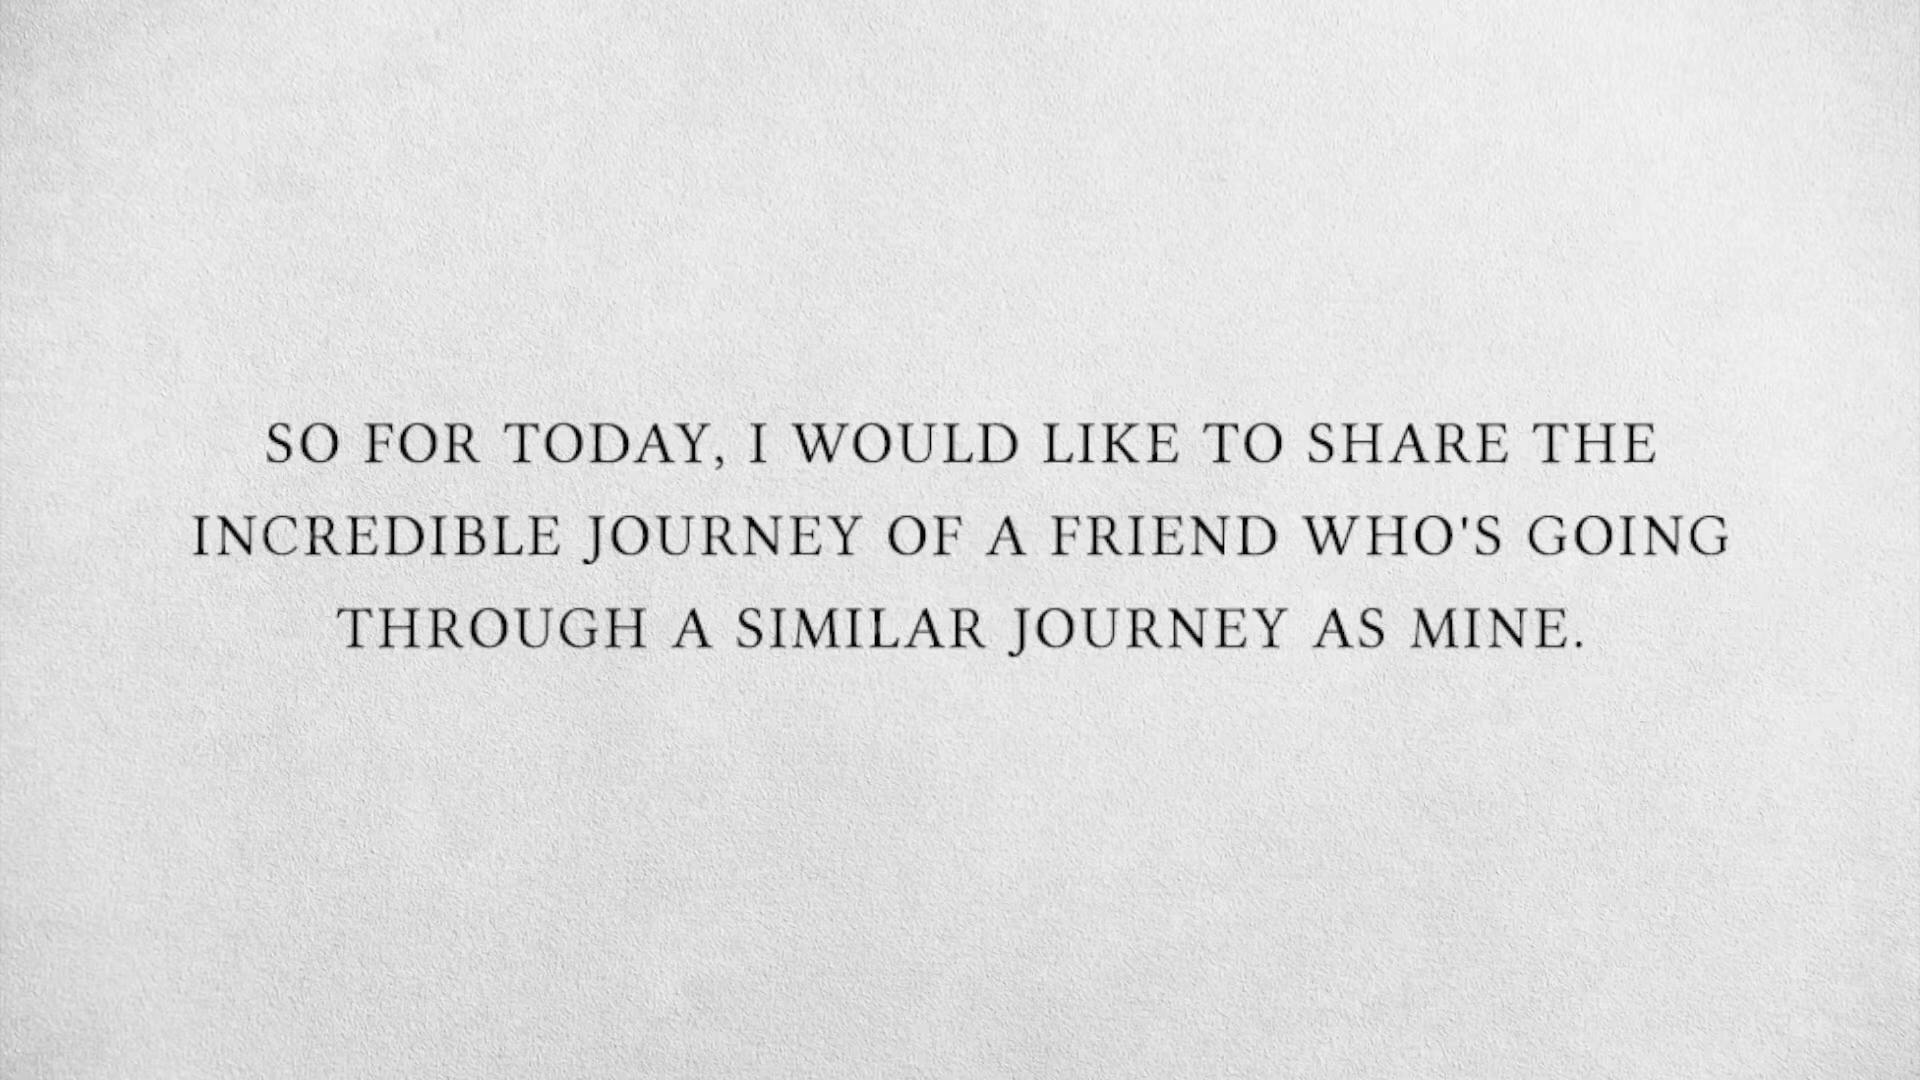 SO FOR TODAY, I WOULD LIKE TO SHARE THE
INCREDIBLE JOURNEY OF A FRIEND WHO'S GOING
THROUGH A SIMILAR JOURNEY AS MINE.